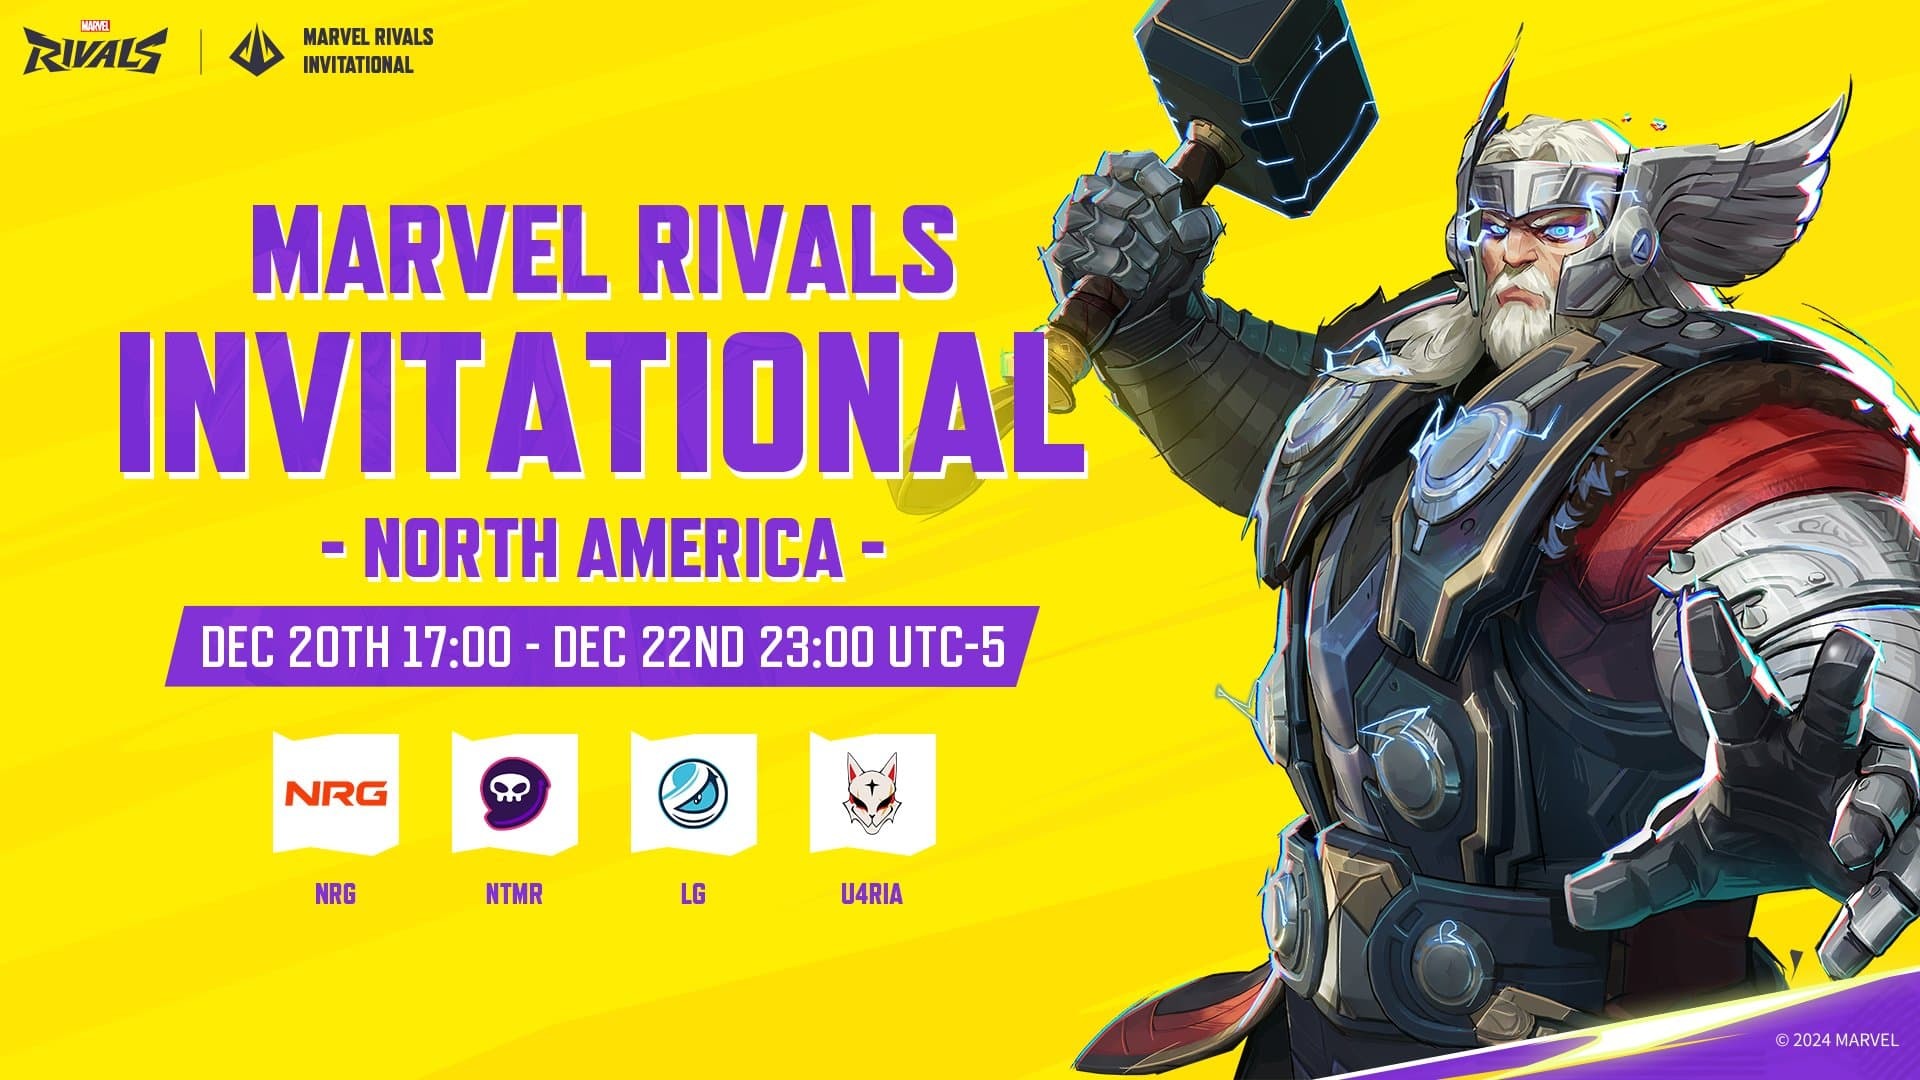 MARVEL
RIVALS
MARVEL RIVALS
INVITATIONAL
MARVEL RIVALS
INVITATIONAL
- NORTH AMERICA -
DEC 20TH 17:00 - DEC 22ND 23:00 UTC-5
NRG
NRG
NTMR
LG
U4RIA
© 2024 MARVEL